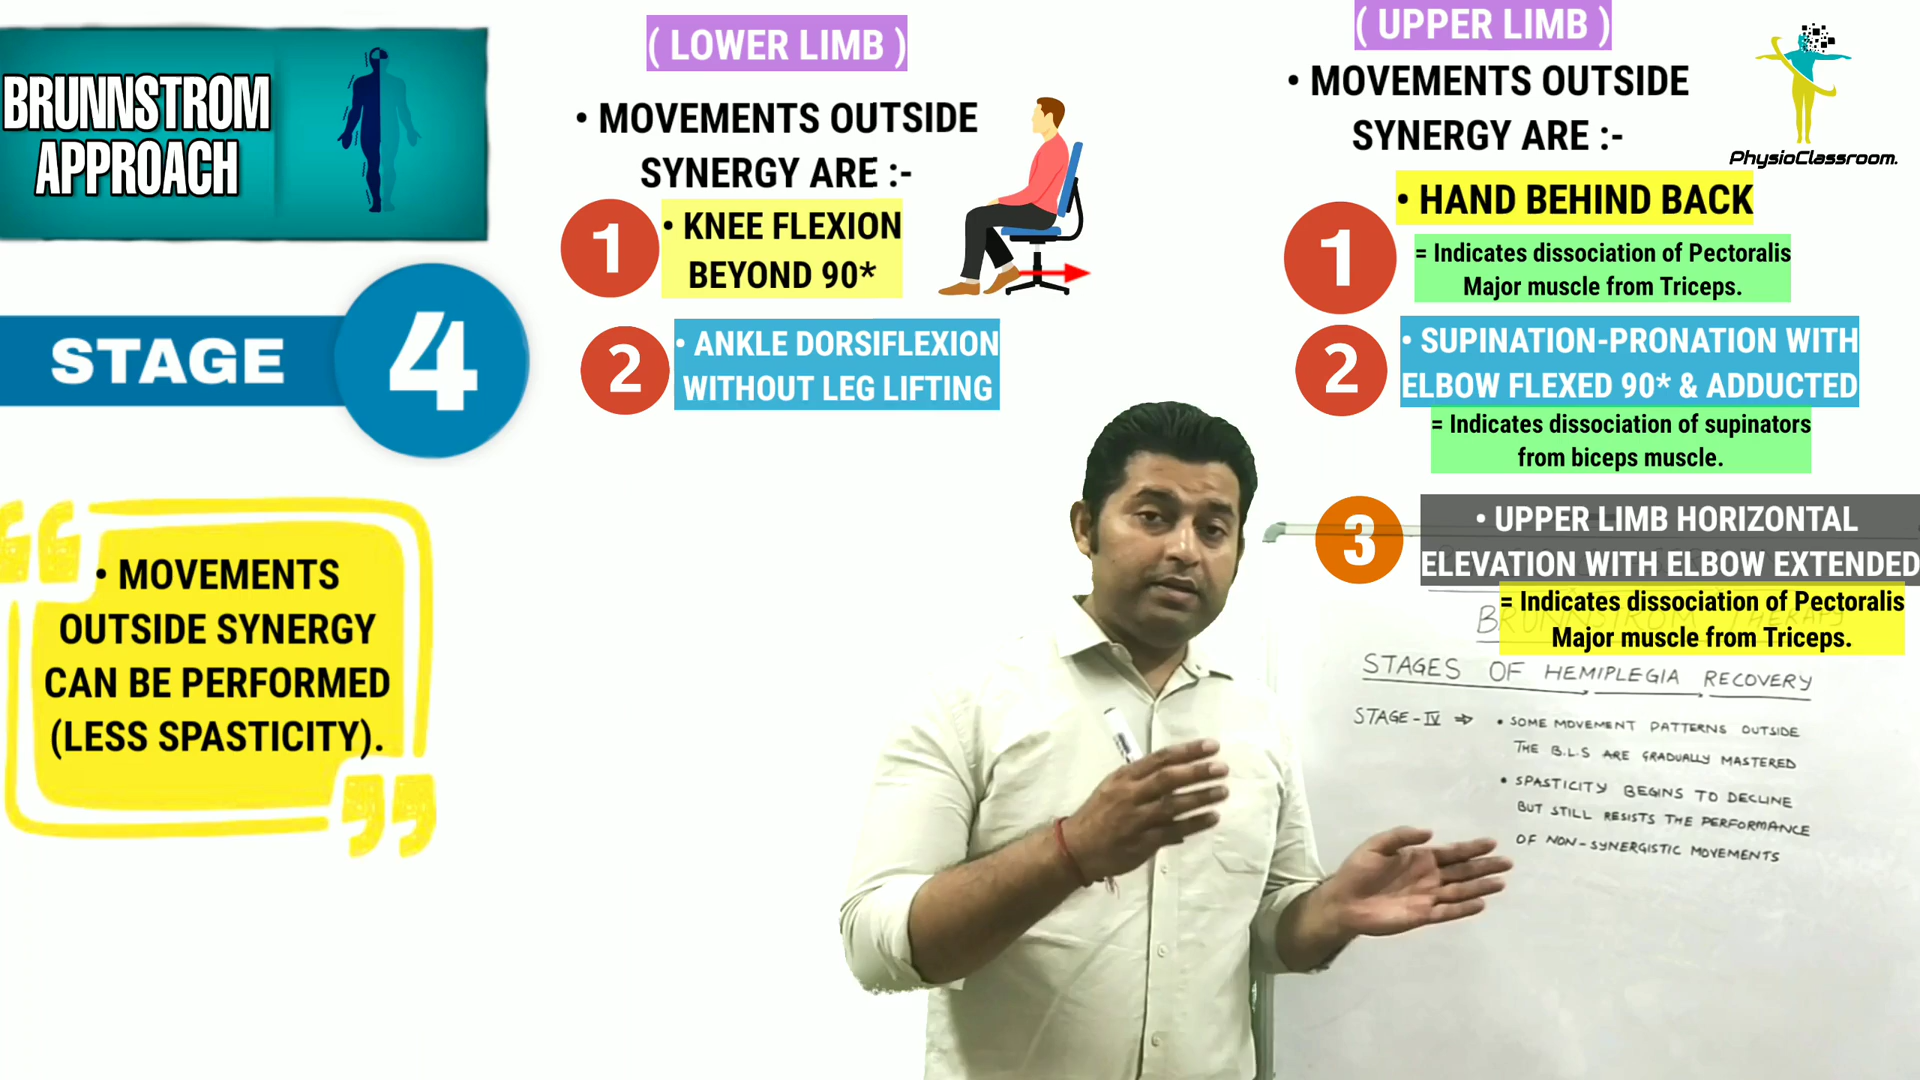 BRUNNSTROM
APPROACH
STAGE 4
“
• MOVEMENTS
OUTSIDE SYNERGY
CAN BE PERFORMED
(LESS SPASTICITY).
”
( LOWER LIMB )
• MOVEMENTS OUTSIDE
SYNERGY ARE :-
1
• KNEE FLEXION
BEYOND 90*
2
• ANKLE DORSIFLEXION
WITHOUT LEG LIFTING
( UPPER LIMB )
• MOVEMENTS OUTSIDE
SYNERGY ARE :-
PhysioClassroom.
1
• HAND BEHIND BACK
= Indicates dissociation of Pectoralis
Major muscle from Triceps.
2
• SUPINATION-PRONATION WITH
ELBOW FLEXED 90* & ADDUCTED
= Indicates dissociation of supinators
from biceps muscle.
3
• UPPER LIMB HORIZONTAL
ELEVATION WITH ELBOW EXTENDED
= Indicates dissociation of Pectoralis
Major muscle from Triceps.
BRUNNSTROM THERAPY
STAGES OF HEMIPLEGIA RECOVERY
STAGE-IV ⇒ • SOME MOVEMENT PATTERNS OUTSIDE
THE B.L.S ARE GRADUALLY MASTERED
• SPASTICITY BEGINS TO DECLINE
BUT STILL RESISTS THE PERFORMANCE
OF NON-SYNERGISTIC MOVEMENTS